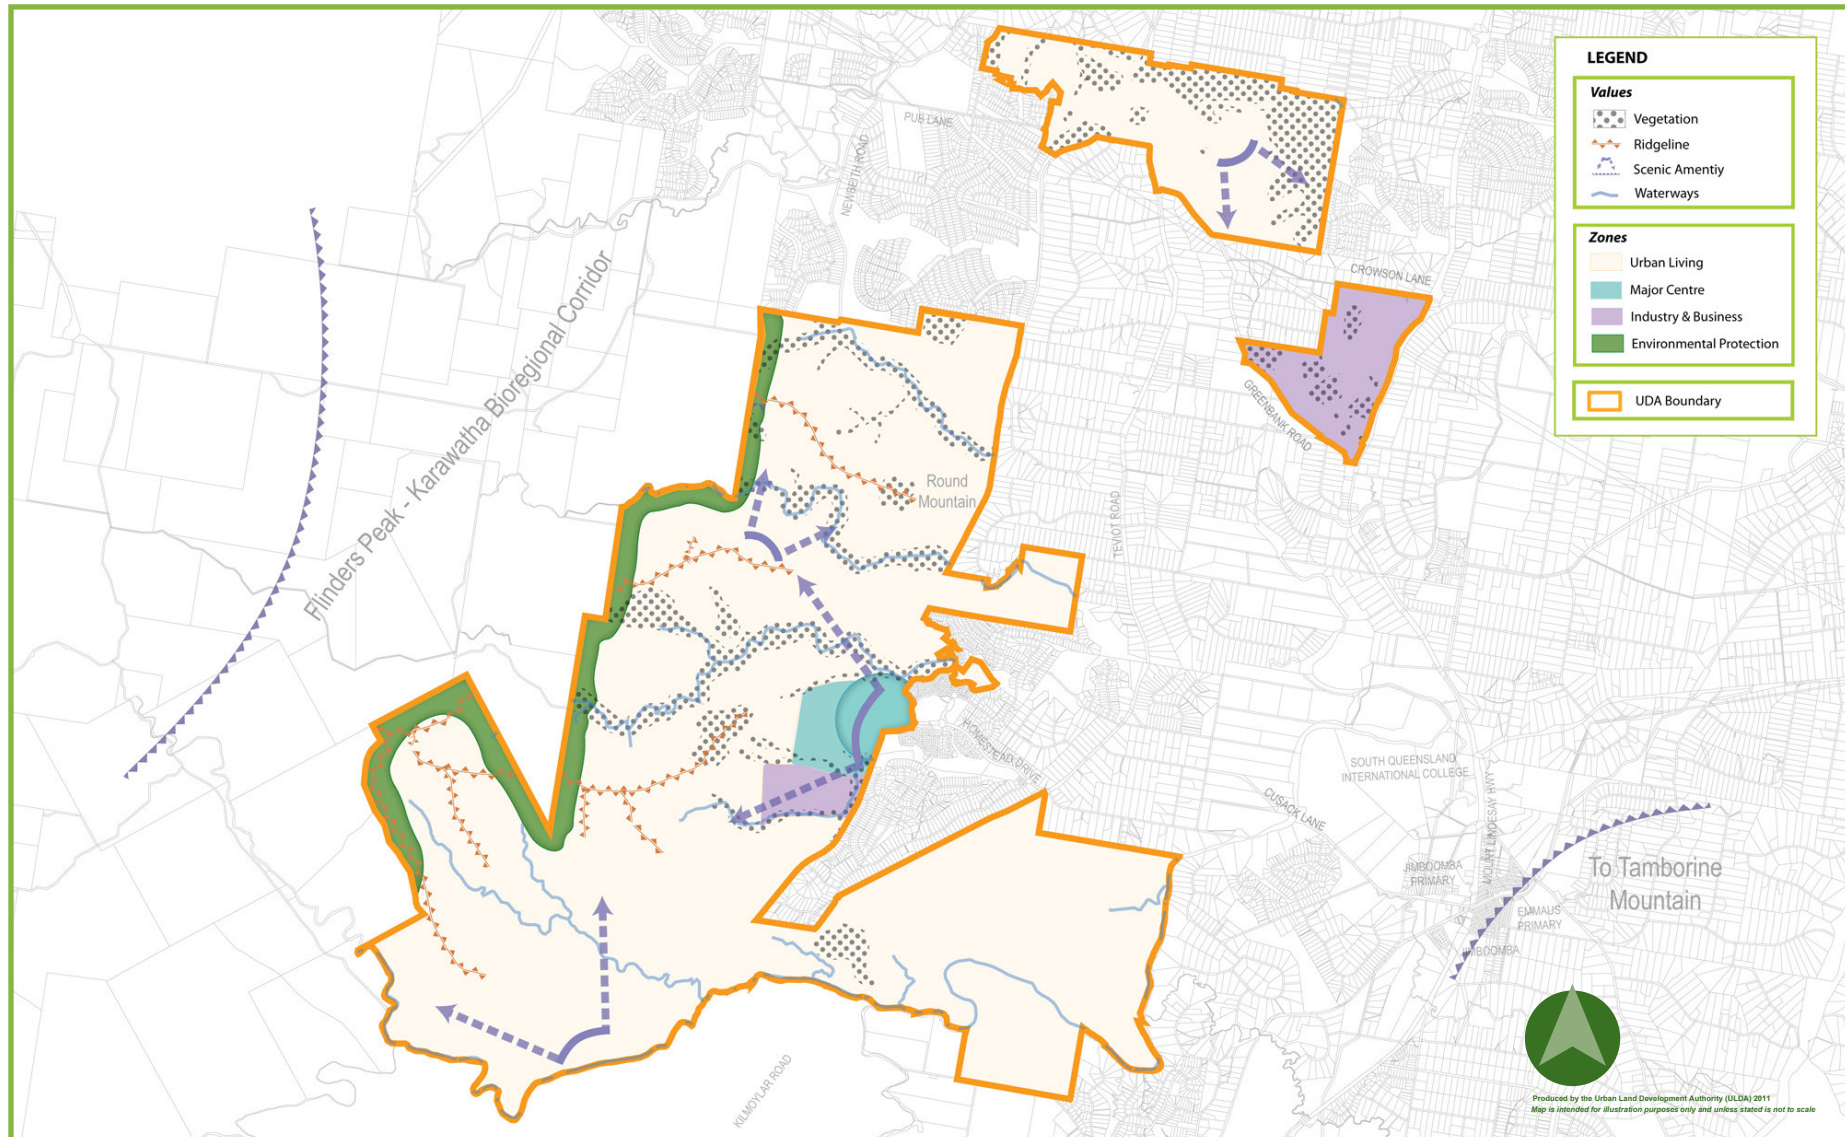 LEGEND
Values
Vegetation
Ridgeline
Scenic Amentiy
Waterways
Zones
Urban Living
Major Centre
Industry & Business
Environmental Protection
UDA Boundary
PUB LANE
NEWBEITH ROAD
CROWSON LANE
GREENBANK ROAD
Flinders Peak - Karawatha Bioregional Corridor
Round
Mountain
TEVIOT ROAD
HOMESTEAD DRIVE
SOUTH QUEENSLAND
INTERNATIONAL COLLEGE
CUSACK LANE
MOUNT LINDESAY HWY
JIMBOOMBA
PRIMARY
To Tamborine
Mountain
EMMAUS
PRIMARY
JIMBOOMBA
KILMOYLAR ROAD
Produced by the Urban Land Development Authority (ULDA) 2011
Map is intended for illustration purposes only and unless stated is not to scale